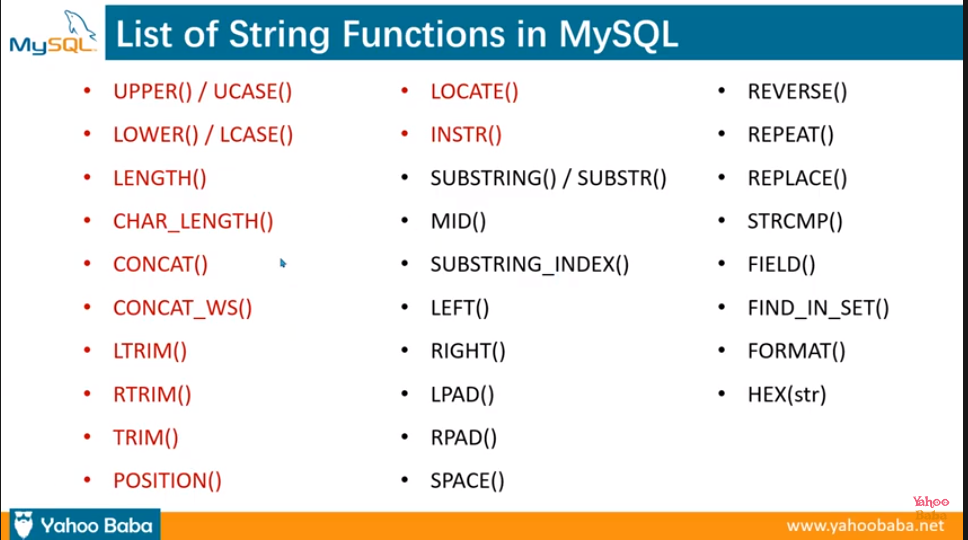 MySQL
List of String Functions in MySQL
• UPPER() / UCASE()
• LOWER() / LCASE()
• LENGTH()
• CHAR_LENGTH()
• CONCAT()
• CONCAT_WS()
• LTRIM()
• RTRIM()
• TRIM()
• POSITION()
• LOCATE()
• INSTR()
• SUBSTRING() / SUBSTR()
• MID()
• SUBSTRING_INDEX()
• LEFT()
• RIGHT()
• LPAD()
• RPAD()
• SPACE()
• REVERSE()
• REPEAT()
• REPLACE()
• STRCMP()
• FIELD()
• FIND_IN_SET()
• FORMAT()
• HEX(str)
Yahoo
Baba
Yahoo Baba
www.yahoobaba.net